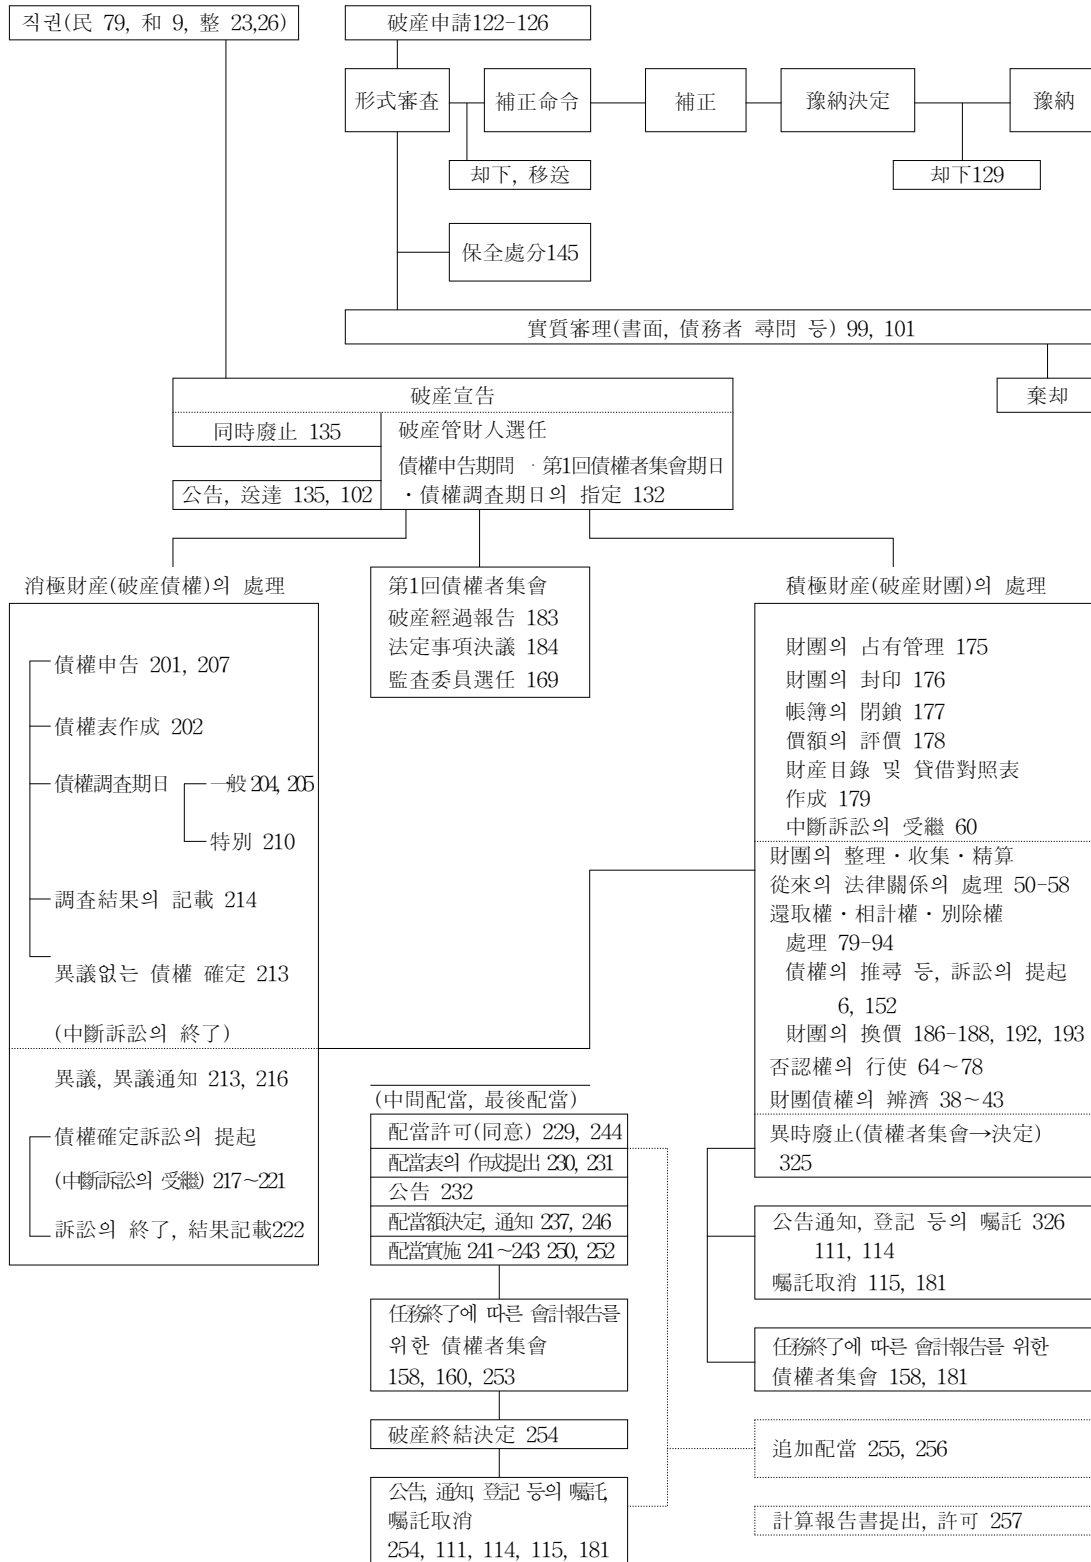 직권(民 79, 和 9, 整 23,26)
破産申請122-126
形式審査
補正命令
補正
豫納決定
豫納
却下, 移送
却下129
保全處分145
實質審理(書面, 債務者 尋問 등) 99, 101
破産宣告
棄却
同時廢止 135
破産管財人選任
債權申告期間 · 第1回債權者集會期日
・債權調査期日의 指定 132
公告, 送達 135, 102
消極財産(破産債權)의 處理
債權申告 201, 207
債權表作成 202
債權調査期日
一般 204, 205
特別 210
調査結果의 記載 214
異議없는 債權 確定 213
(中斷訴訟의 終了)
異議, 異議通知 213, 216
債權確定訴訟의 提起
(中斷訴訟의 受繼) 217~221
訴訟의 終了, 結果記載222
第1回債權者集會
破産經過報告 183
法定事項決議 184
監査委員選任 169
(中間配當, 最後配當)
配當許可(同意) 229, 244
配當表의 作成提出 230, 231
公告 232
配當額決定, 通知 237, 246
配當實施 241~243 250, 252
任務終了에 따른 會計報告를
위한 債權者集會
158, 160, 253
破産終結決定 254
公告, 通知, 登記 등의 囑託,
囑託取消
254, 111, 114, 115, 181
積極財産(破産財團)의 處理
財團의 占有管理 175
財團의 封印 176
帳簿의 閉鎖 177
價額의 評價 178
財産目錄 및 貸借對照表
作成 179
中斷訴訟의 受繼 60
財團의 整理・收集・精算
從來의 法律關係의 處理 50-58
還取權・相計權・別除權
處理 79-94
債權의 推尋 等, 訴訟의 提起
6, 152
財團의 換價 186-188, 192, 193
否認權의 行使 64~78
財團債權의 辨濟 38~43
異時廢止(債權者集會→決定)
325
公告通知, 登記 등의 囑託 326
111, 114
囑託取消 115, 181
任務終了에 따른 會計報告를 위한
債權者集會 158, 181
追加配當 255, 256
計算報告書提出, 許可 257